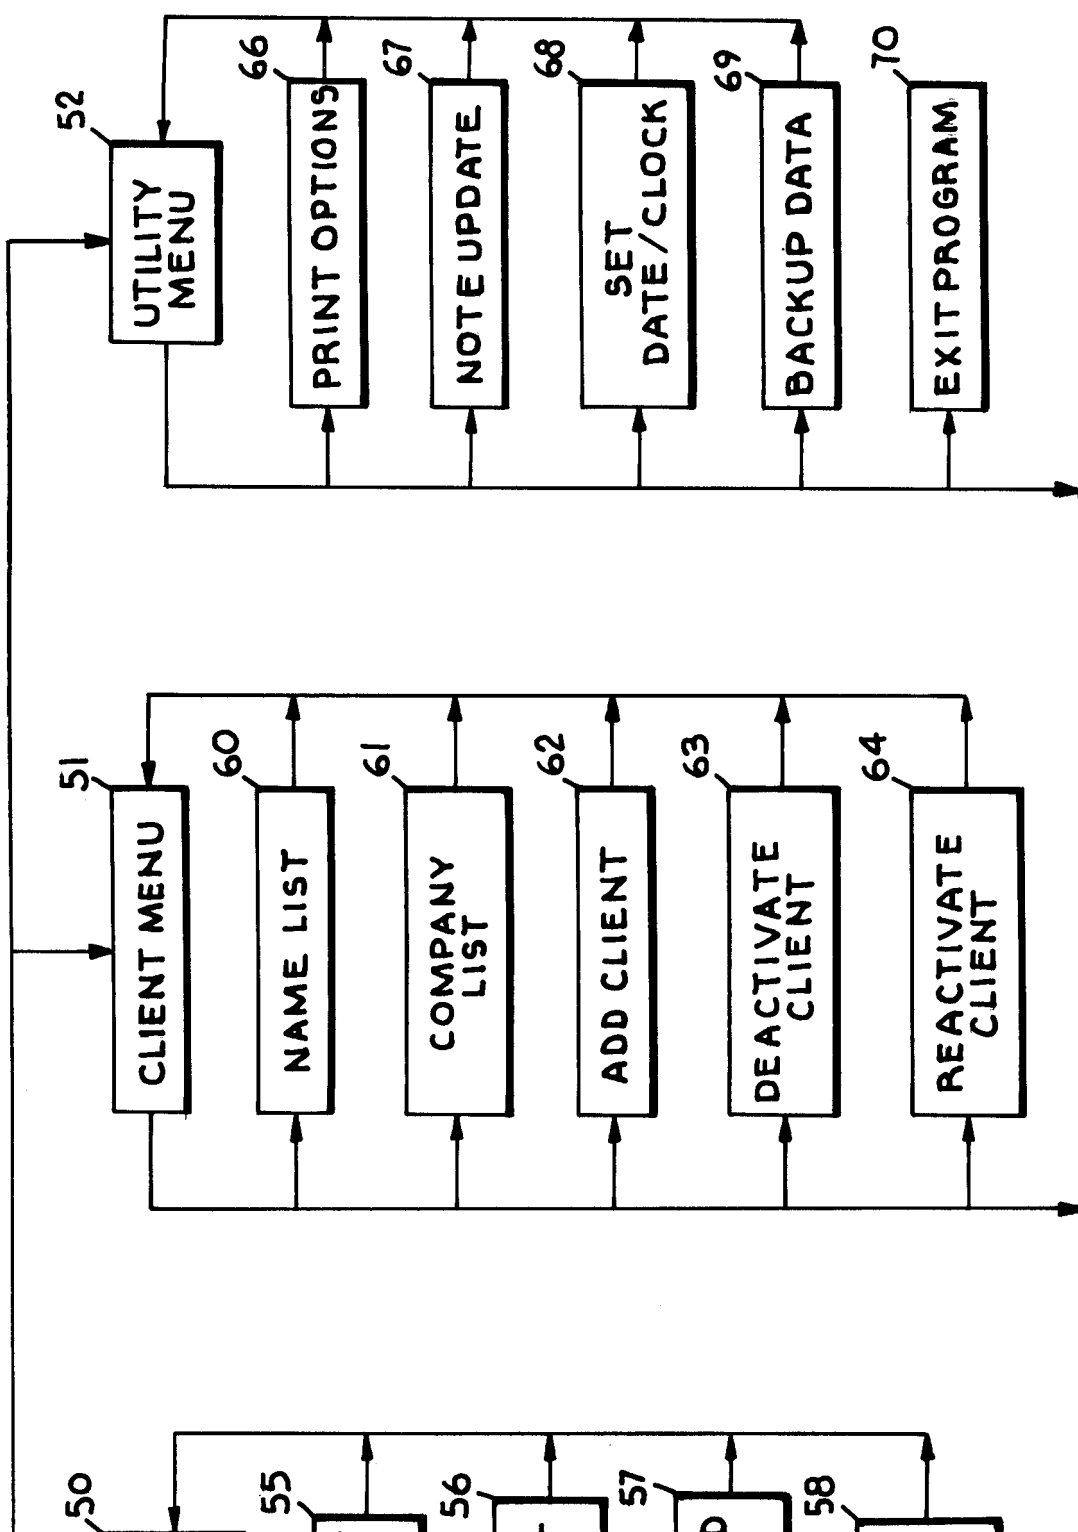 52
UTILITY
MENU
66
PRINT OPTIONS
67
NOTE UPDATE
68
SET
DATE/CLOCK
69
BACKUP DATA
70
EXIT PROGRAM
51
CLIENT MENU
60
NAME LIST
61
COMPANY
LIST
62
ADD CLIENT
63
DEACTIVATE
CLIENT
64
REACTIVATE
CLIENT
50
55
56
57
58